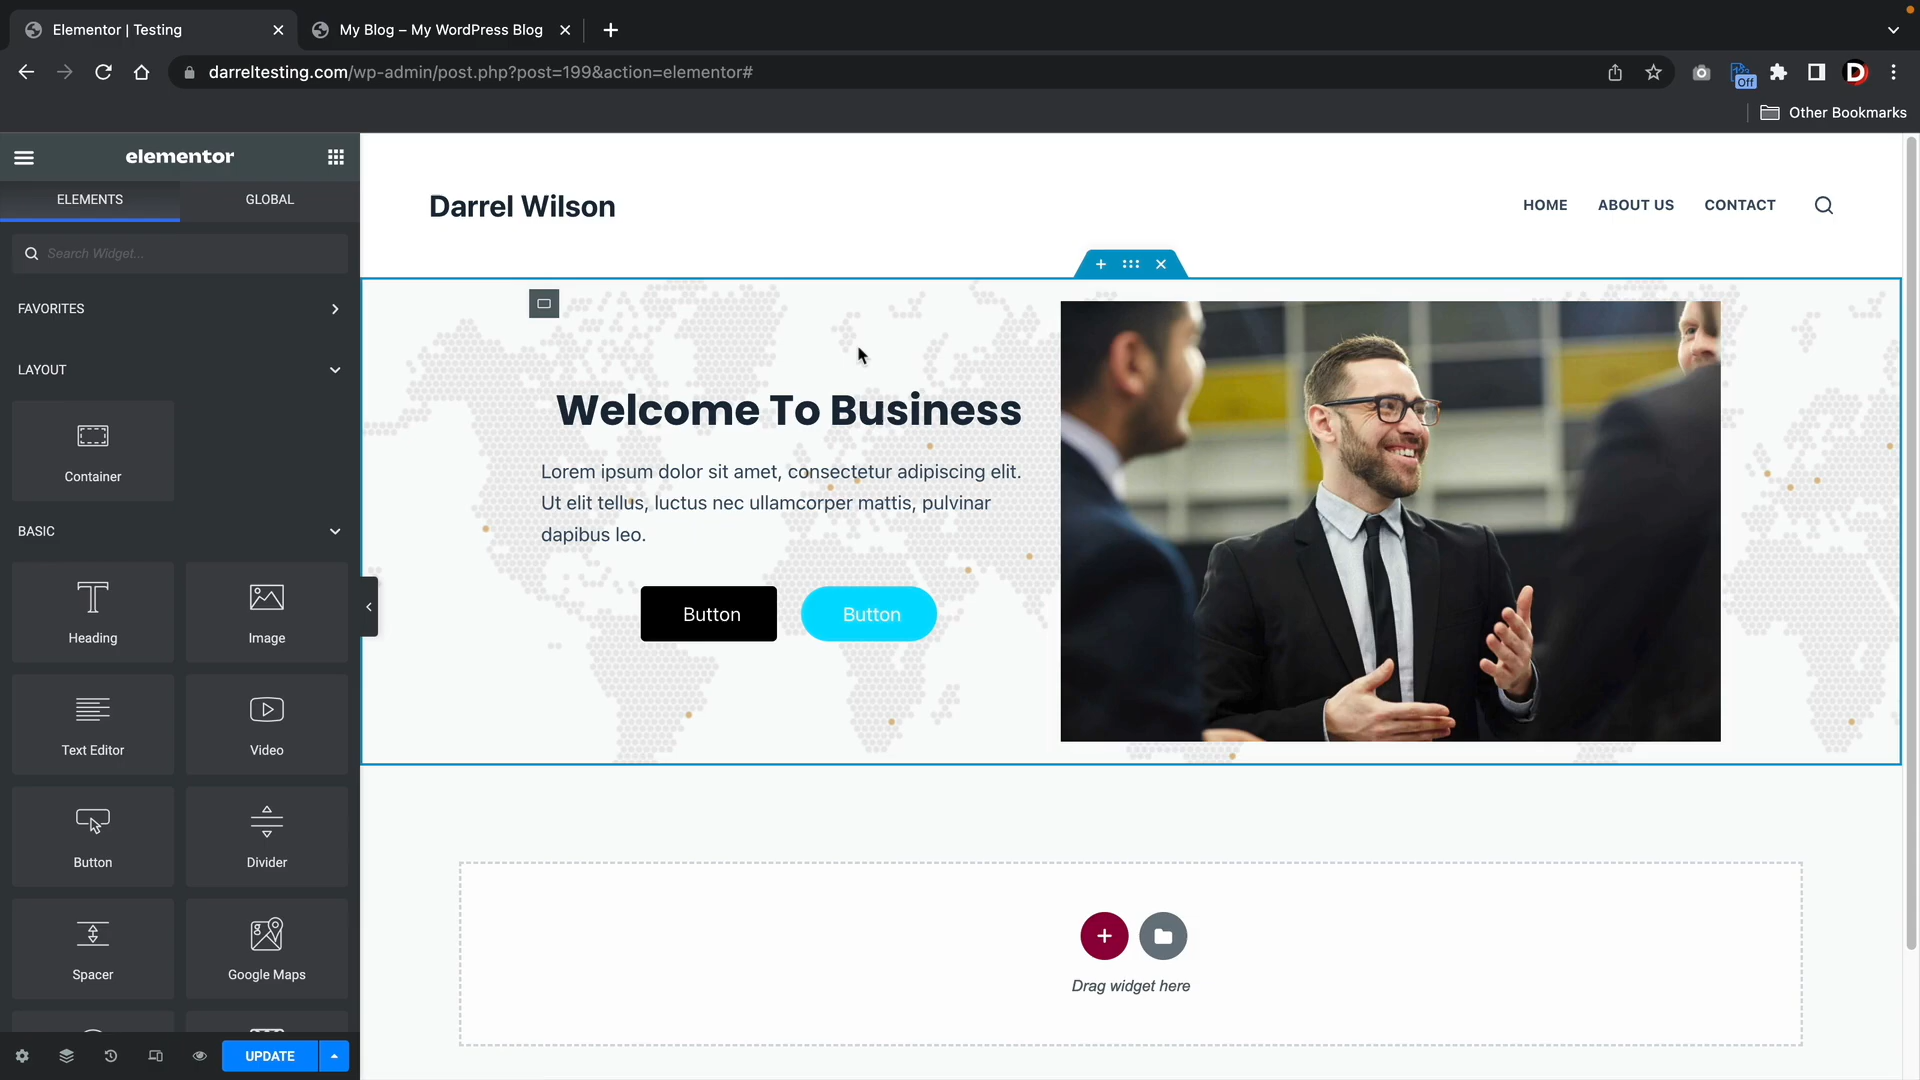 Elementor | Testing
My Blog – My WordPress Blog
darreltesting.com/wp-admin/post.php?post=199&action=elementor#
Off
D
Other Bookmarks
elementor
ELEMENTS
GLOBAL
Search Widget...
FAVORITES
LAYOUT
Container
BASIC
Heading
Image
Text Editor
Video
Button
Divider
Spacer
Google Maps
UPDATE
Darrel Wilson
HOME
ABOUT US
CONTACT
Welcome To Business
Lorem ipsum dolor sit amet, consectetur adipiscing elit.
Ut elit tellus, luctus nec ullamcorper mattis, pulvinar
dapibus leo.
Button
Button
Drag widget here